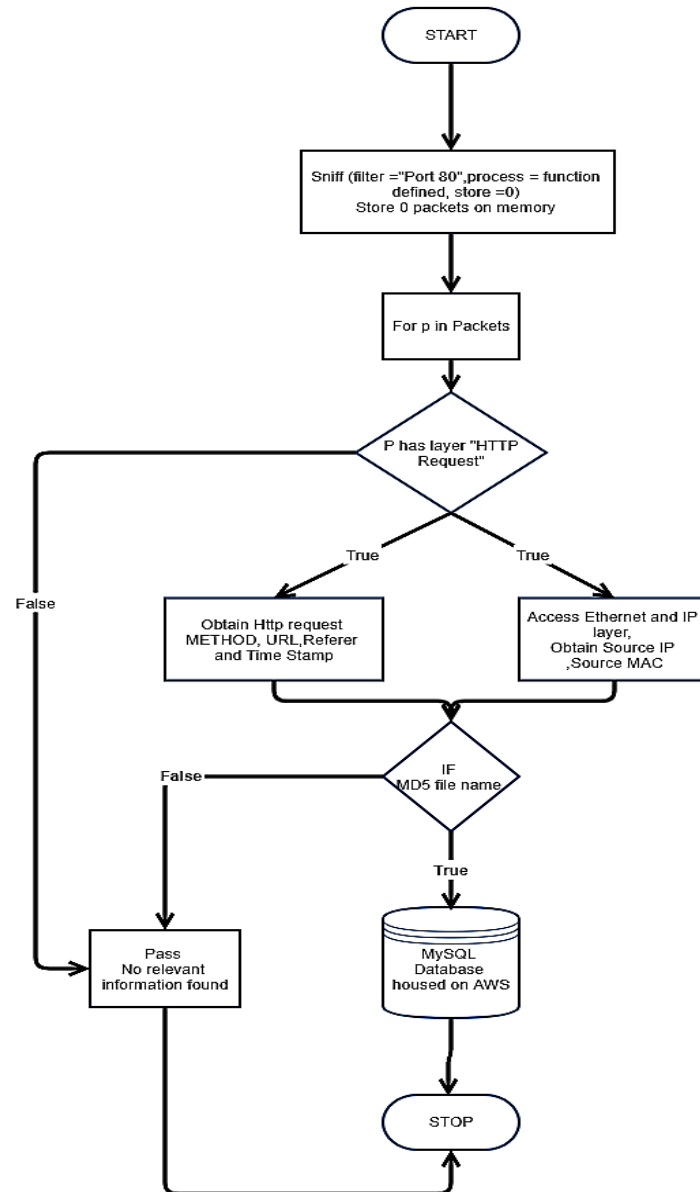 START
Sniff (filter ="Port 80",process = function
defined, store =0)
Store 0 packets on memory
For p in Packets
P has layer "HTTP
Request"
True
True
False
Obtain Http request
METHOD, URL,Referer
and Time Stamp
Access Ethernet and IP
layer,
Obtain Source IP
,Source MAC
IF
MD5 file name
False
True
Pass
No relevant
information found
MySQL
Database
housed on AWS
STOP